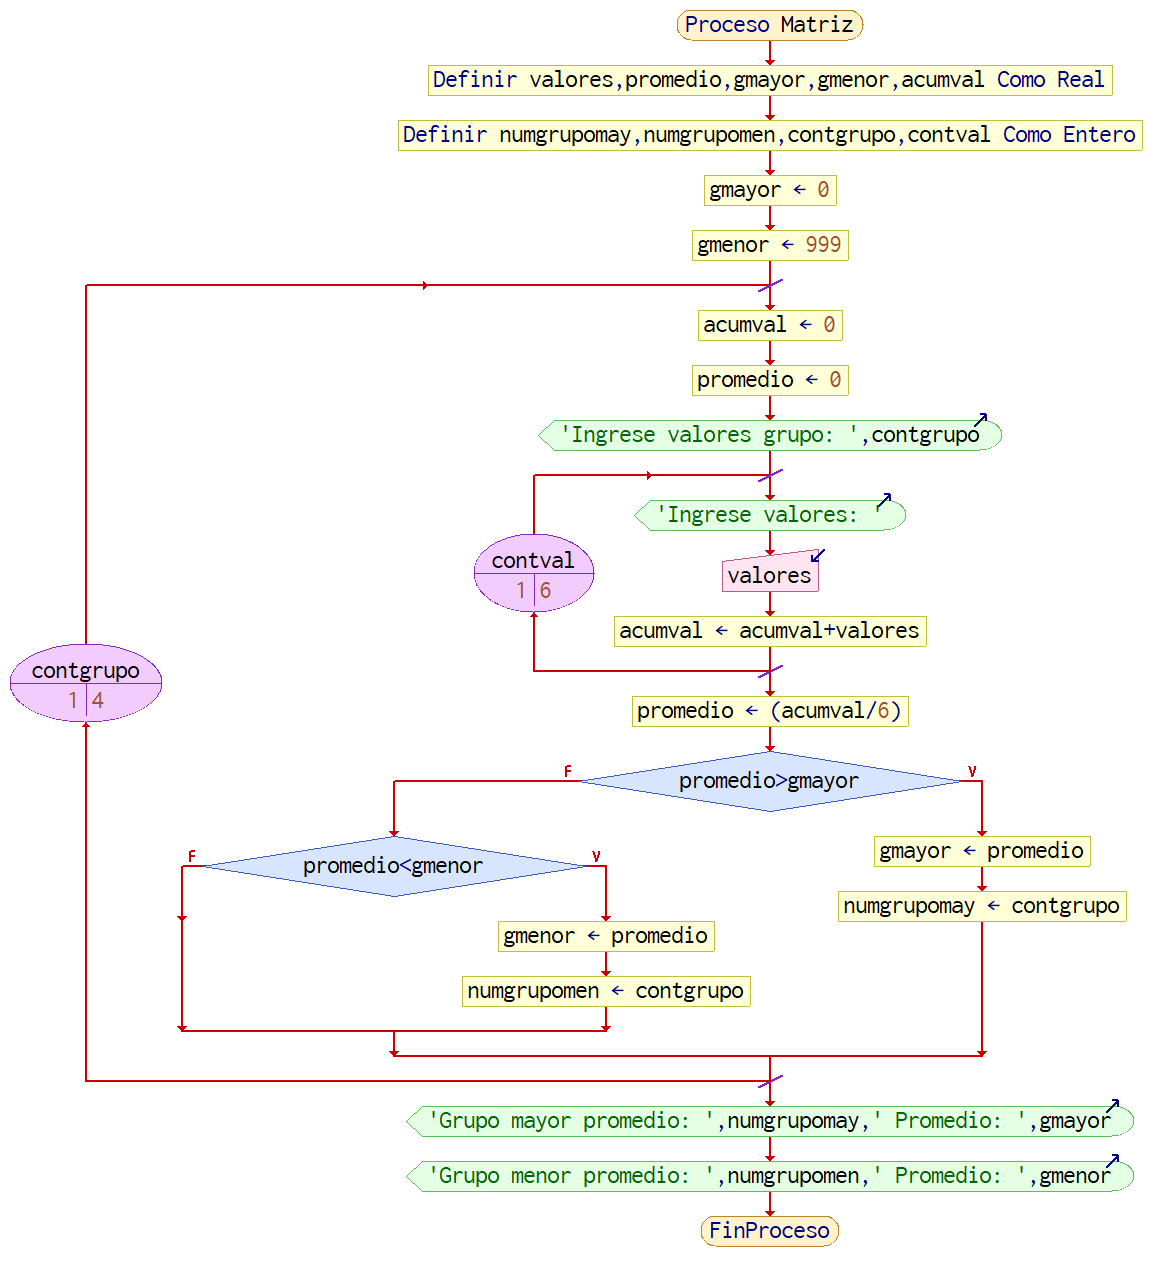 Proceso Matriz
Definir valores,promedio,gmayor,gmenor,acumval Como Real
Definir numgrupomay,numgrupomen,contgrupo,contval Como Entero
gmayor ← 0
gmenor ← 999
acumval ← 0
promedio ← 0
'Ingrese valores grupo: ',contgrupo
'Ingrese valores: '
contval
1 6
valores
acumval ← acumval+valores
contgrupo
1 4
promedio ← (acumval/6)
F
promedio>gmayor
V
F
promedio<gmenor
V
gmayor ← promedio
numgrupomay ← contgrupo
gmenor ← promedio
numgrupomen ← contgrupo
'Grupo mayor promedio: ',numgrupomay,' Promedio: ',gmayor
'Grupo menor promedio: ',numgrupomen,' Promedio: ',gmenor
FinProceso